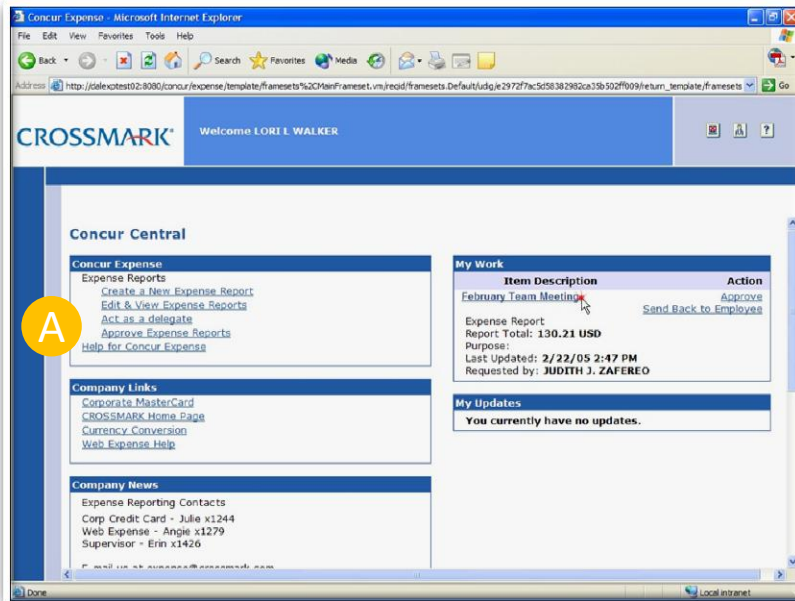 Concur Expense - Microsoft Internet Explorer
File Edit View Favorites Tools Help
Back Search Favorites Media
Address http://dalexptest02:8080/concur/expense/template/framesets%2CMainFrameset.vm/reqid/framesets.Default/udig/e2972f7ac5d58382982ca35b502ff009/return_template/framesets Go
CROSSMARK Welcome LORI L WALKER
?
Concur Central
Concur Expense
Expense Reports
Create a New Expense Report
Edit & View Expense Reports
A
Act as a delegate
Approve Expense Reports
Help for Concur Expense
Company Links
Corporate MasterCard
CROSSMARK Home Page
Currency Conversion
Web Expense Help
Company News
Expense Reporting Contacts
Corp Credit Card - Julie x1244
Web Expense - Angie x1279
Supervisor - Erin x1426
My Work
Item Description Action
February Team Meeting Approve
Send Back to Employee
Expense Report
Report Total: 130.21 USD
Purpose:
Last Updated: 2/22/05 2:47 PM
Requested by: JUDITH J. ZAFEREO
My Updates
You currently have no updates.
Done Local intranet